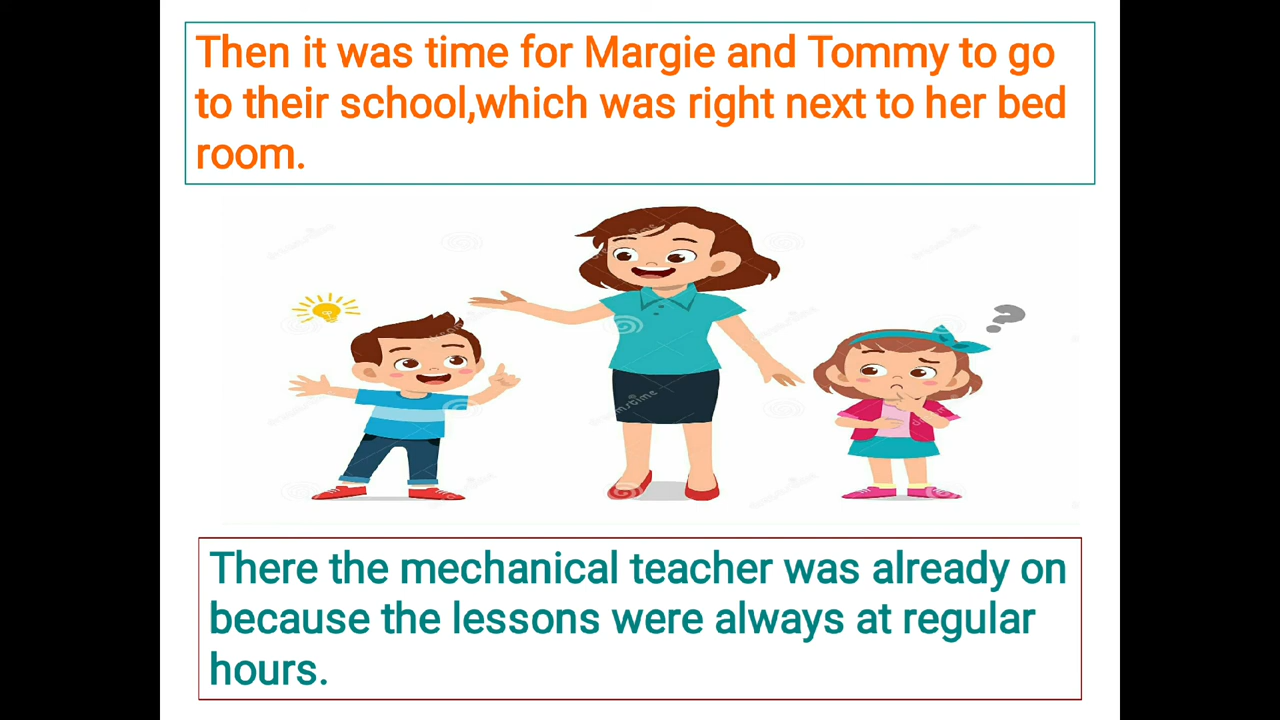 Then it was time for Margie and Tommy to go
to their school,which was right next to her bed
room.
There the mechanical teacher was already on
because the lessons were always at regular
hours.